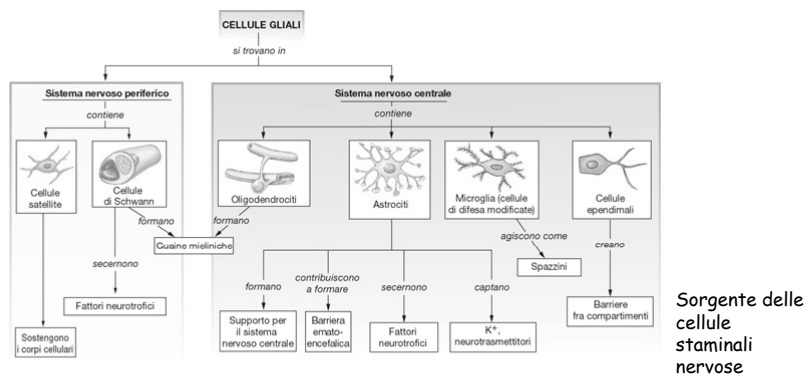 CELLULE GLIALI
si trovano in
Sistema nervoso periferico
contiene
Cellule
satellite
Cellule
di Schwann
formano
Guaine mieliniche
secernono
Fattori neurotrofici
Sostengono
i corpi cellulari
Sistema nervoso centrale
contiene
Oligodendrociti
formano
Astrociti
Microglia (cellule
di difesa modificate)
Cellule
ependimali
agiscono come
Spazzini
creano
Barriere
fra compartimenti
formano
Supporto per
il sistema
nervoso centrale
contribuiscono
a formare
Barriera
emato-
encefalica
secernono
Fattori
neurotrofici
captano
K+,
neurotrasmettitori
Sorgente delle
cellule
staminali
nervose